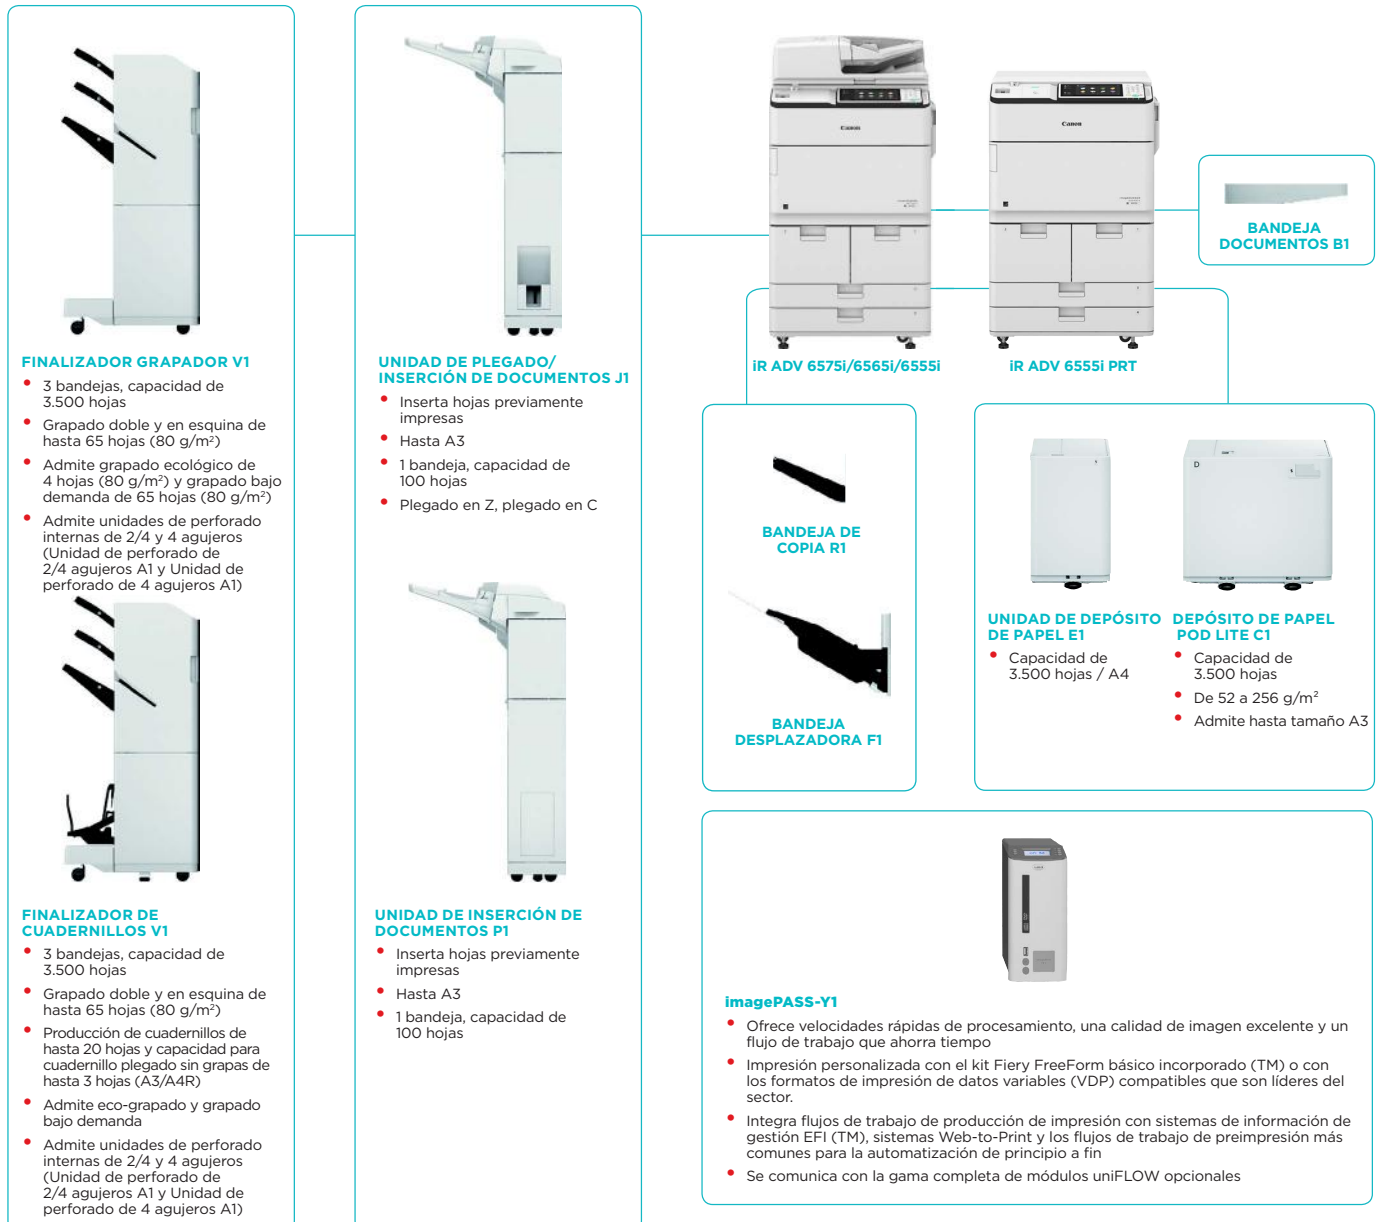 FINALIZADOR GRAPADOR V1
• 3 bandejas, capacidad de
3.500 hojas
• Grapado doble y en esquina de
hasta 65 hojas (80 g/m²)
• Admite grapado ecológico de
4 hojas (80 g/m²) y grapado bajo
demanda de 65 hojas (80 g/m²)
• Admite unidades de perforado
internas de 2/4 y 4 agujeros
(Unidad de perforado de
2/4 agujeros A1 y Unidad de
perforado de 4 agujeros A1)
FINALIZADOR DE
CUADERNILLOS V1
• 3 bandejas, capacidad de
3.500 hojas
• Grapado doble y en esquina de
hasta 65 hojas (80 g/m²)
• Producción de cuadernillos de
hasta 20 hojas y capacidad para
cuadernillo plegado sin grapas de
hasta 3 hojas (A3/A4R)
• Admite eco-grapado y grapado
bajo demanda
• Admite unidades de perforado
internas de 2/4 y 4 agujeros
(Unidad de perforado de
2/4 agujeros A1 y Unidad de
perforado de 4 agujeros A1)
UNIDAD DE PLEGADO/
INSERCIÓN DE DOCUMENTOS J1
• Inserta hojas previamente
impresas
• Hasta A3
• 1 bandeja, capacidad de
100 hojas
• Plegado en Z, plegado en C
UNIDAD DE INSERCIÓN DE
DOCUMENTOS P1
• Inserta hojas previamente
impresas
• Hasta A3
• 1 bandeja, capacidad de
100 hojas
Canon
iR ADV 6575i/6565i/6555i
Canon
iR ADV 6555i PRT
BANDEJA
DOCUMENTOS B1
BANDEJA DE
COPIA R1
BANDEJA
DESPLAZADORA F1
UNIDAD DE DEPÓSITO
DE PAPEL E1
• Capacidad de
3.500 hojas / A4
D
DEPÓSITO DE PAPEL
POD LITE C1
• Capacidad de
3.500 hojas
• De 52 a 256 g/m²
• Admite hasta tamaño A3
imagePASS-Y1
• Ofrece velocidades rápidas de procesamiento, una calidad de imagen excelente y un
flujo de trabajo que ahorra tiempo
• Impresión personalizada con el kit Fiery FreeForm básico incorporado (TM) o con
los formatos de impresión de datos variables (VDP) compatibles que son líderes del
sector.
• Integra flujos de trabajo de producción de impresión con sistemas de información de
gestión EFI (TM), sistemas Web-to-Print y los flujos de trabajo de preimpresión más
comunes para la automatización de principio a fin
• Se comunica con la gama completa de módulos uniFLOW opcionales